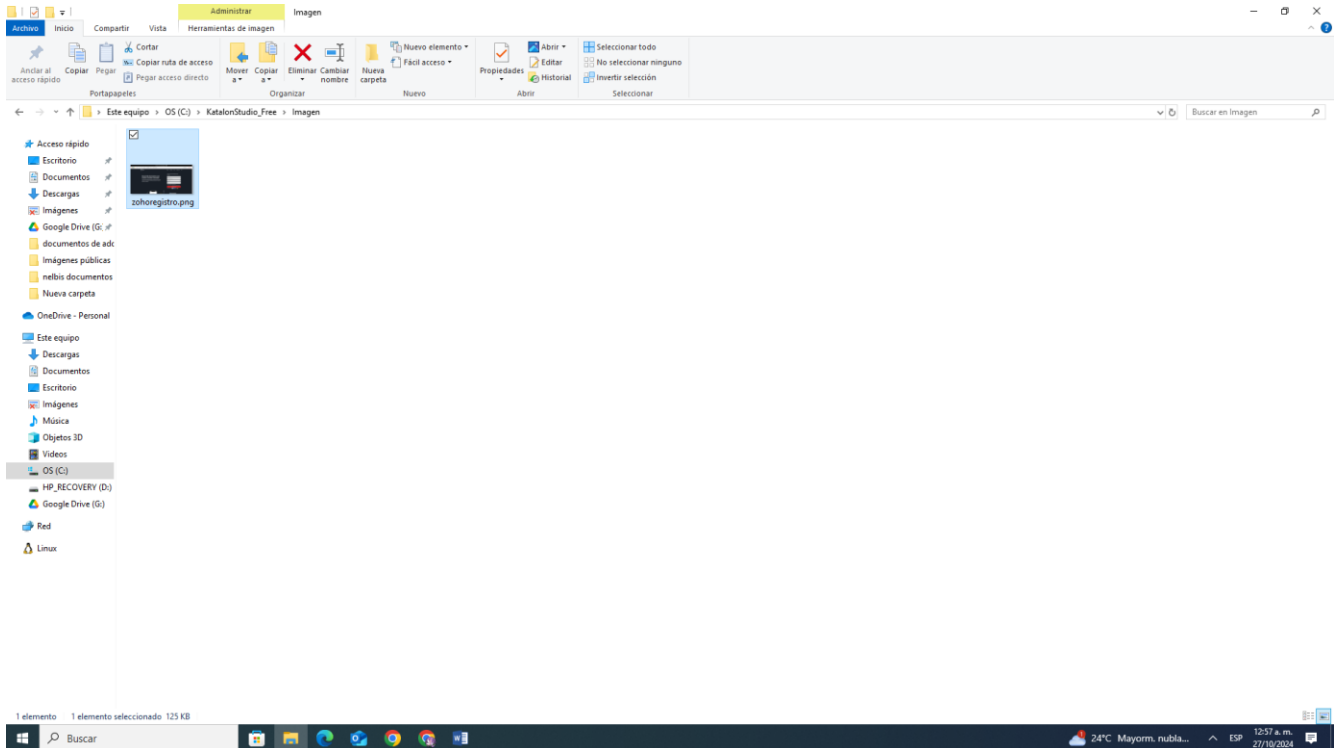 Administrar
Imagen
Archivo Inicio Compartir Vista Herramientas de imagen
Anclar al acceso rápido
Copiar
Pegar
Cortar
Copiar ruta de acceso
Pegar acceso directo
Portapapeles
Mover a
Copiar a
Eliminar
Cambiar nombre
Organizar
Nueva carpeta
Nuevo elemento
Fácil acceso
Nuevo
Propiedades
Abrir
Editar
Historial
Abrir
Seleccionar todo
No seleccionar ninguno
Invertir selección
Seleccionar
Este equipo > OS (C:) > KatalonStudio_Free > Imagen
Buscar en Imagen
Acceso rápido
Escritorio
Documentos
Descargas
Imágenes
Google Drive (G:
documentos de adc
Imágenes públicas
nelbis documentos
Nueva carpeta
OneDrive - Personal
Este equipo
Descargas
Documentos
Escritorio
Imágenes
Música
Objetos 3D
Videos
OS (C:)
HP_RECOVERY (D:)
Google Drive (G:)
Red
Linux
zohoregistro.png
1 elemento 1 elemento seleccionado 125 KB
Buscar
24°C Mayorm. nubla...
ESP
12:57 a. m.
27/10/2024